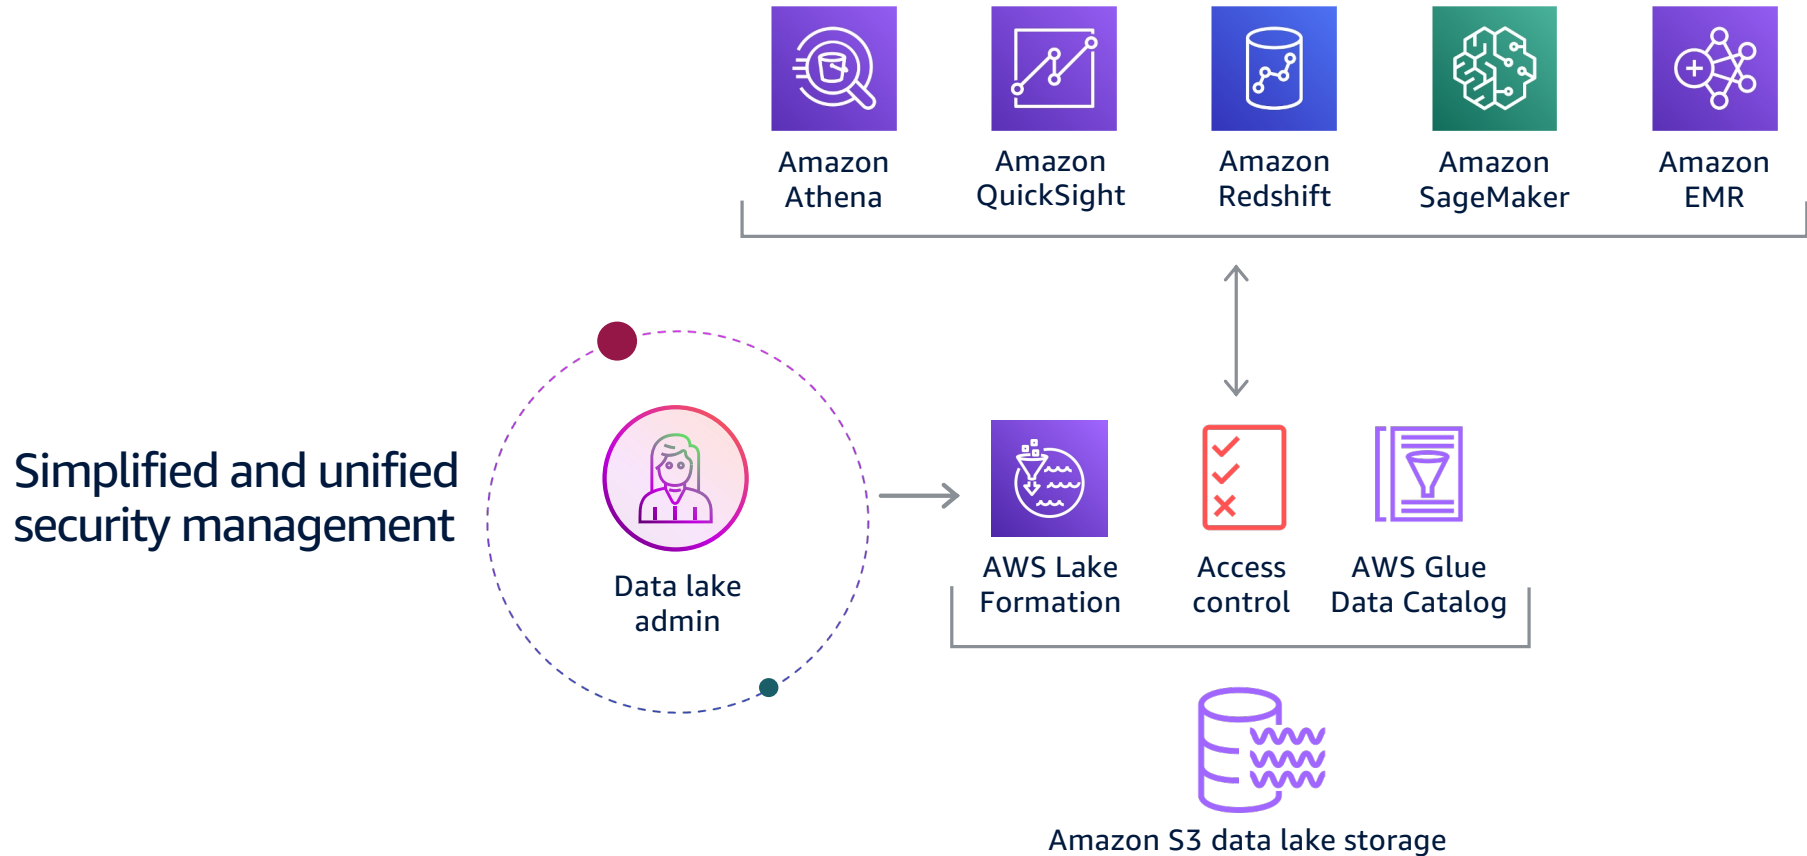 Amazon
Athena
Amazon
QuickSight
Amazon
Redshift
Amazon
SageMaker
Amazon
EMR
Simplified and unified
security management
Data lake
admin
AWS Lake
Formation
Access
control
AWS Glue
Data Catalog
Amazon S3 data lake storage